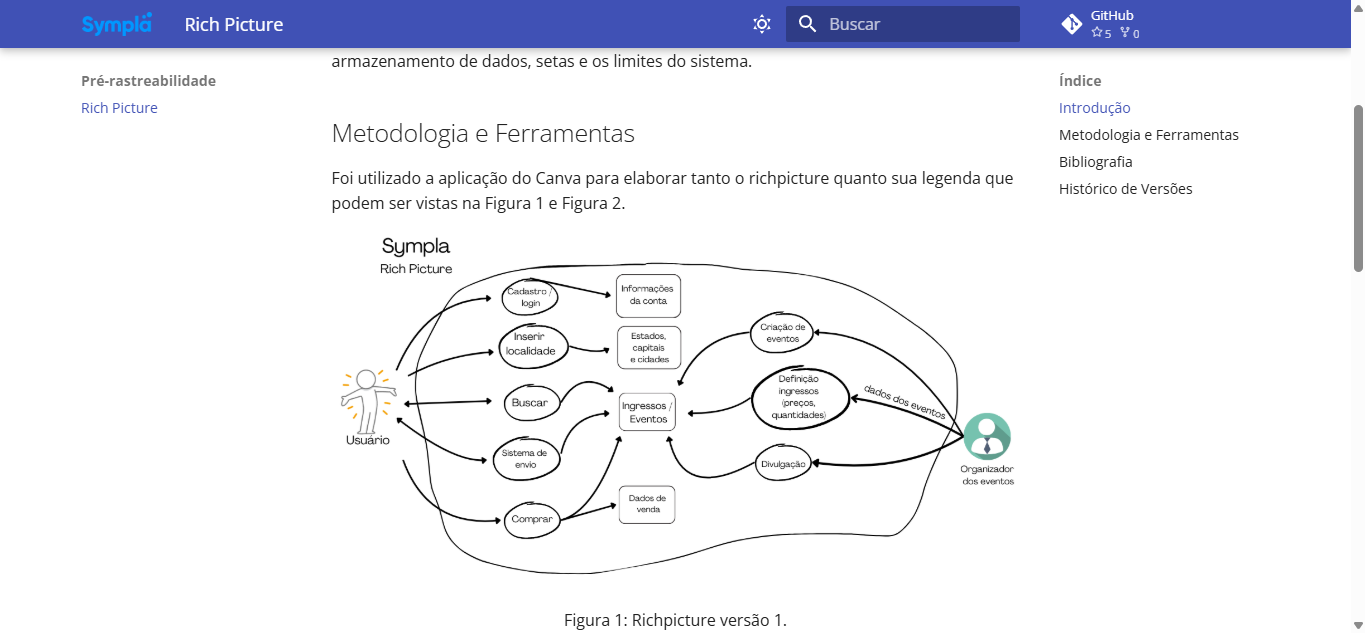 Sympla
Rich Picture
Buscar
GitHub
5 0
Pré-rastreabilidade
Rich Picture
armazenamento de dados, setas e os limites do sistema.
Metodologia e Ferramentas
Foi utilizado a aplicação do Canva para elaborar tanto o richpicture quanto sua legenda que
podem ser vistas na Figura 1 e Figura 2.
Sympla
Rich Picture
Cadastro /
login
Informações
da conta
Inserir
localidade
Estados,
capitais
e cidades
Criação de
eventos
Buscar
Ingressos /
Eventos
Definição
ingressos
(preços,
quantidades)
dados dos eventos
Usuário
Sistema de
envio
Divulgação
Organizador
dos eventos
Comprar
Dados de
venda
Figura 1: Richpicture versão 1.
Índice
Introdução
Metodologia e Ferramentas
Bibliografia
Histórico de Versões